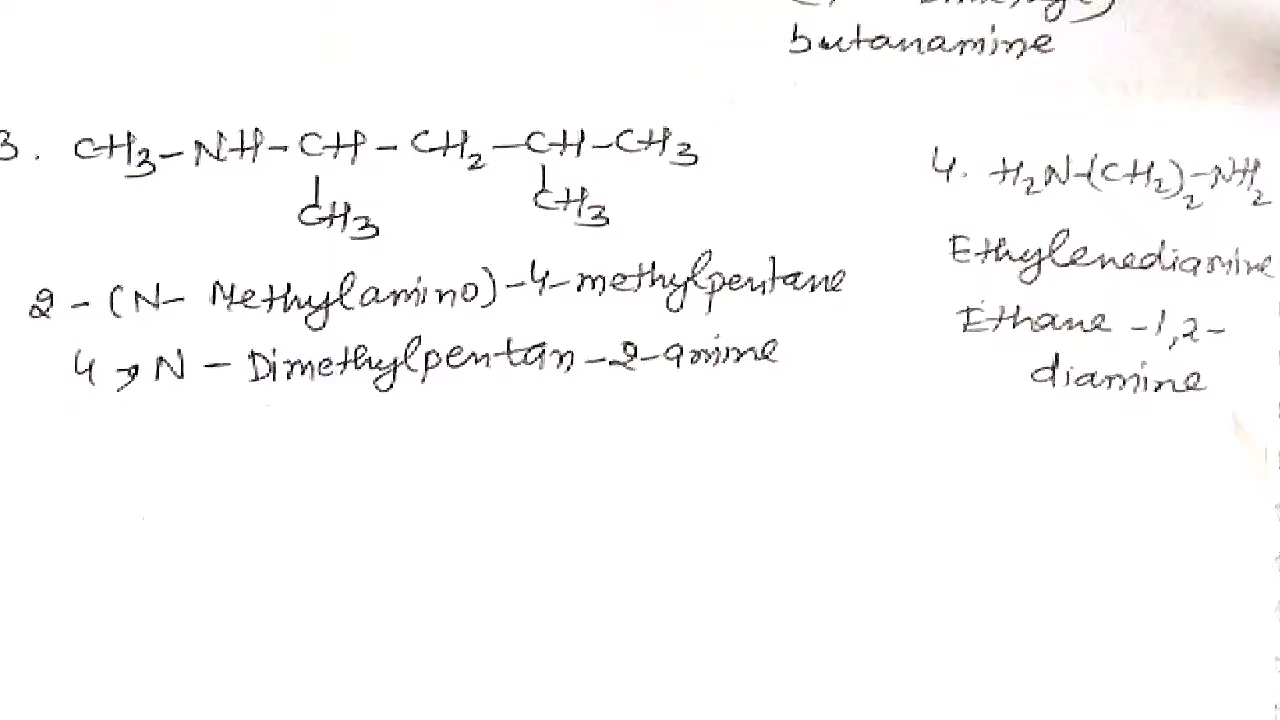 butanamine
3. CH3-NH-CH-CH2-CH-CH3
CH3 CH3
2-(N-Methylamino)-4-methylpentane
4,N-Dimethylpentan-2-amine
4. H2N-(CH2)2-NH2
Ethylenediamine
Ethane-1,2-
diamine